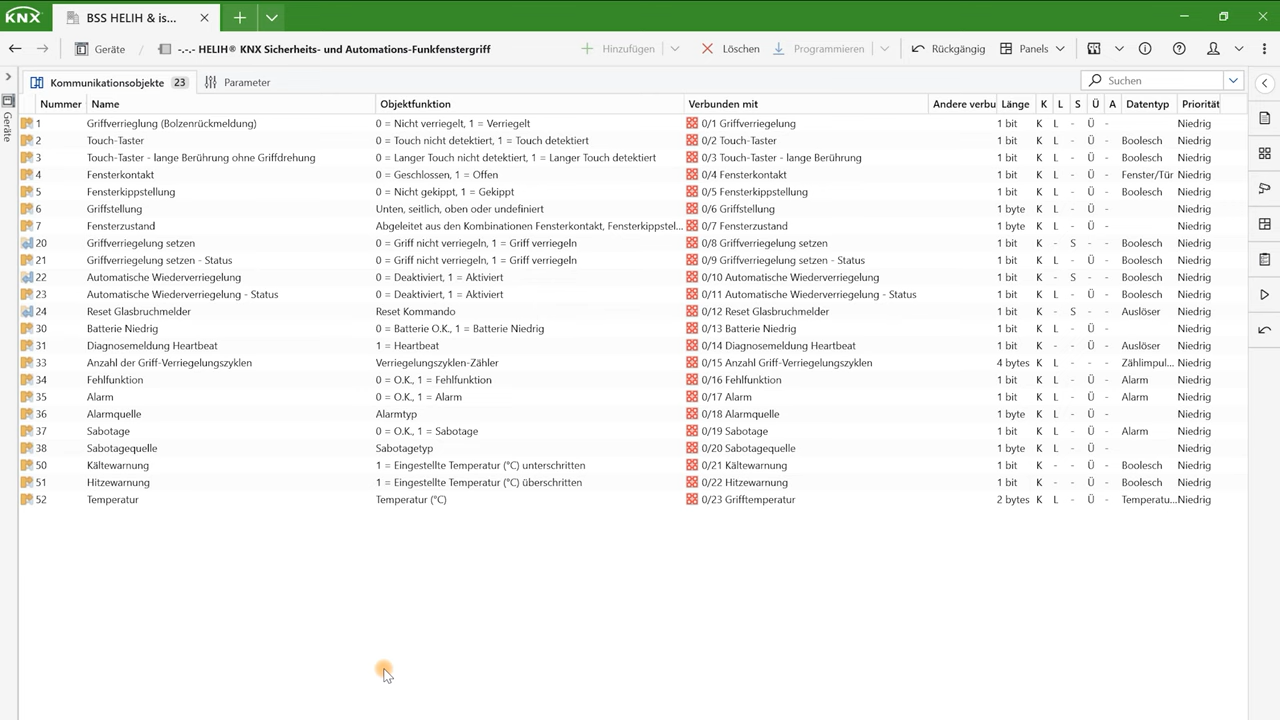 KNX BSS HELIH & is...
Geräte / -.-.- HELIH® KNX Sicherheits- und Automations-Funkfenstergriff Hinzufügen Löschen Programmieren Rückgängig Panels
Kommunikationsobjekte 23 Parameter Suchen
Geräte
Nummer Name Objektfunktion Verbunden mit Andere verbu Länge K L S Ü A Datentyp Priorität
1 Griffverrieglung (Bolzenrückmeldung) 0 = Nicht verriegelt, 1 = Verriegelt 0/1 Griffverriegelung 1 bit K L - Ü - Niedrig
2 Touch-Taster 0 = Touch nicht detektiert, 1 = Touch detektiert 0/2 Touch-Taster 1 bit K L - Ü - Boolesch Niedrig
3 Touch-Taster - lange Berührung ohne Griffdrehung 0 = Langer Touch nicht detektiert, 1 = Langer Touch detektiert 0/3 Touch-Taster - lange Berührung 1 bit K L - Ü - Boolesch Niedrig
4 Fensterkontakt 0 = Geschlossen, 1 = Offen 0/4 Fensterkontakt 1 bit K L - Ü - Fenster/Tür Niedrig
5 Fensterkippstellung 0 = Nicht gekippt, 1 = Gekippt 0/5 Fensterkippstellung 1 bit K L - Ü - Boolesch Niedrig
6 Griffstellung Unten, seitlich, oben oder undefiniert 0/6 Griffstellung 1 byte K L - Ü - Niedrig
7 Fensterzustand Abgeleitet aus den Kombinationen Fensterkontakt, Fensterkippstel... 0/7 Fensterzustand 1 byte K L - Ü - Niedrig
20 Griffverriegelung setzen 0 = Griff nicht verriegeln, 1 = Griff verriegeln 0/8 Griffverriegelung setzen 1 bit K - S - - Boolesch Niedrig
21 Griffverriegelung setzen - Status 0 = Griff nicht verriegeln, 1 = Griff verriegeln 0/9 Griffverriegelung setzen - Status 1 bit K L - Ü - Boolesch Niedrig
22 Automatische Wiederverriegelung 0 = Deaktiviert, 1 = Aktiviert 0/10 Automatische Wiederverriegelung 1 bit K - S - - Boolesch Niedrig
23 Automatische Wiederverriegelung - Status 0 = Deaktiviert, 1 = Aktiviert 0/11 Automatische Wiederverriegelung - Status 1 bit K L - Ü - Boolesch Niedrig
24 Reset Glasbruchmelder Reset Kommando 0/12 Reset Glasbruchmelder 1 bit K - S - - Auslöser Niedrig
30 Batterie Niedrig 0 = Batterie O.K., 1 = Batterie Niedrig 0/13 Batterie Niedrig 1 bit K L - Ü - Niedrig
31 Diagnosemeldung Heartbeat 1 = Heartbeat 0/14 Diagnosemeldung Heartbeat 1 bit K - - Ü - Auslöser Niedrig
33 Anzahl der Griff-Verriegelungszyklen Verriegelungszyklen-Zähler 0/15 Anzahl Griff-Verriegelungszyklen 4 bytes K L - - - Zählimpul... Niedrig
34 Fehlfunktion 0 = O.K., 1 = Fehlfunktion 0/16 Fehlfunktion 1 bit K L - Ü - Alarm Niedrig
35 Alarm 0 = O.K., 1 = Alarm 0/17 Alarm 1 bit K L - Ü - Alarm Niedrig
36 Alarmquelle Alarmtyp 0/18 Alarmquelle 1 byte K L - Ü - Niedrig
37 Sabotage 0 = O.K., 1 = Sabotage 0/19 Sabotage 1 bit K L - Ü - Alarm Niedrig
38 Sabotagequelle Sabotagetyp 0/20 Sabotagequelle 1 byte K L - Ü - Niedrig
50 Kältewarnung 1 = Eingestellte Temperatur (°C) unterschritten 0/21 Kältewarnung 1 bit K - - Ü - Boolesch Niedrig
51 Hitzewarnung 1 = Eingestellte Temperatur (°C) überschritten 0/22 Hitzewarnung 1 bit K - - Ü - Boolesch Niedrig
52 Temperatur Temperatur (°C) 0/23 Grifftemperatur 2 bytes K L - Ü - Temperatu... Niedrig